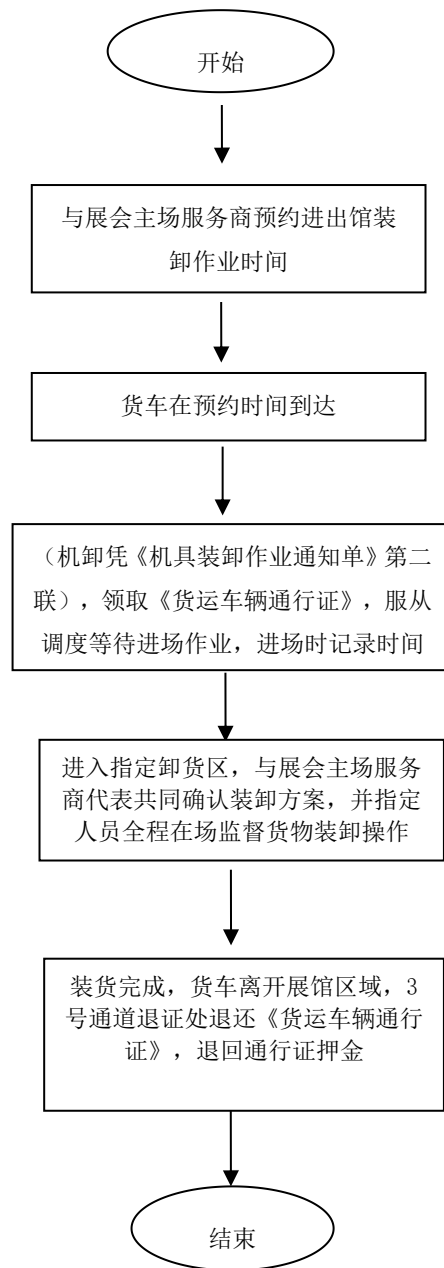 开始
与展会主场服务商预约进出馆装
卸作业时间
货车在预约时间到达
（机卸凭《机具装卸作业通知单》第二
联），领取《货运车辆通行证》，服从
调度等待进场作业，进场时记录时间
进入指定卸货区，与展会主场服务
商代表共同确认装卸方案，并指定
人员全程在场监督货物装卸操作
装货完成，货车离开展馆区域，3
号通道退证处退还《货运车辆通行
证》，退回通行证押金
结束